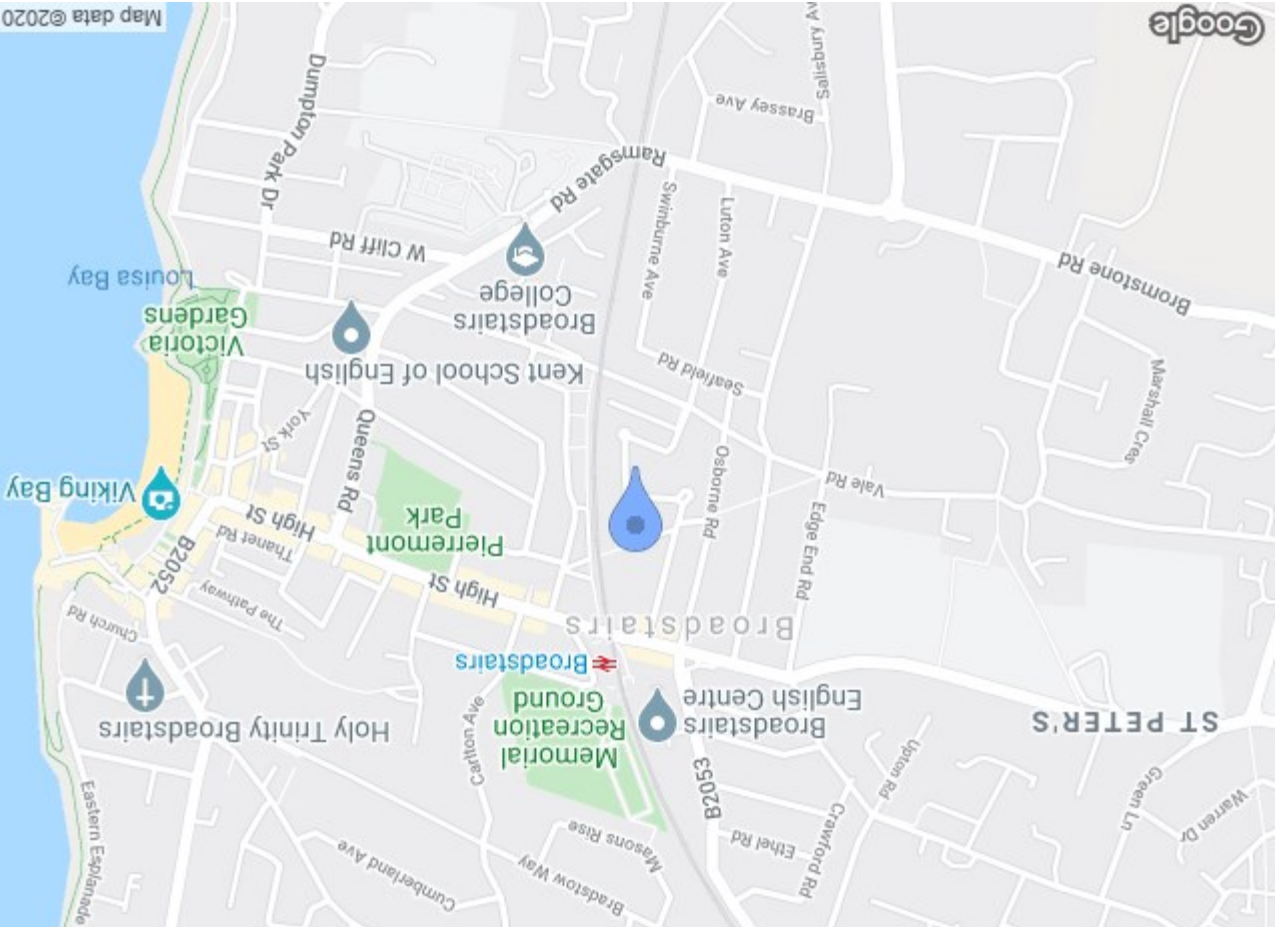 Warren Dr
Green Ln
Upton Rd
Crawford Rd
Ethel Rd
B2053
Masons Rise
Bradstow Way
Cumberland Ave
Eastern Esplanade
ST PETER'S
Broadstairs
English Centre
Memorial
Recreation
Ground
Carlton Ave
Holy Trinity Broadstairs
Broadstairs
Broadstairs
High St
The Pathway
Church Rd
B2052
Thanet Rd
High St
Pierremont
Park
Edge End Rd
Vale Rd
Osborne Rd
Viking Bay
Queens Rd
York St
Marshall Cres
Seafield Rd
Kent School of English
Victoria
Gardens
Broadstairs
College
Louisa Bay
Bromstone Rd
Luton Ave
Swinburne Ave
W Cliff Rd
Ramsgate Rd
Dumpton Park Dr
Brassey Ave
Salisbury Av
Google
Map data ©2020